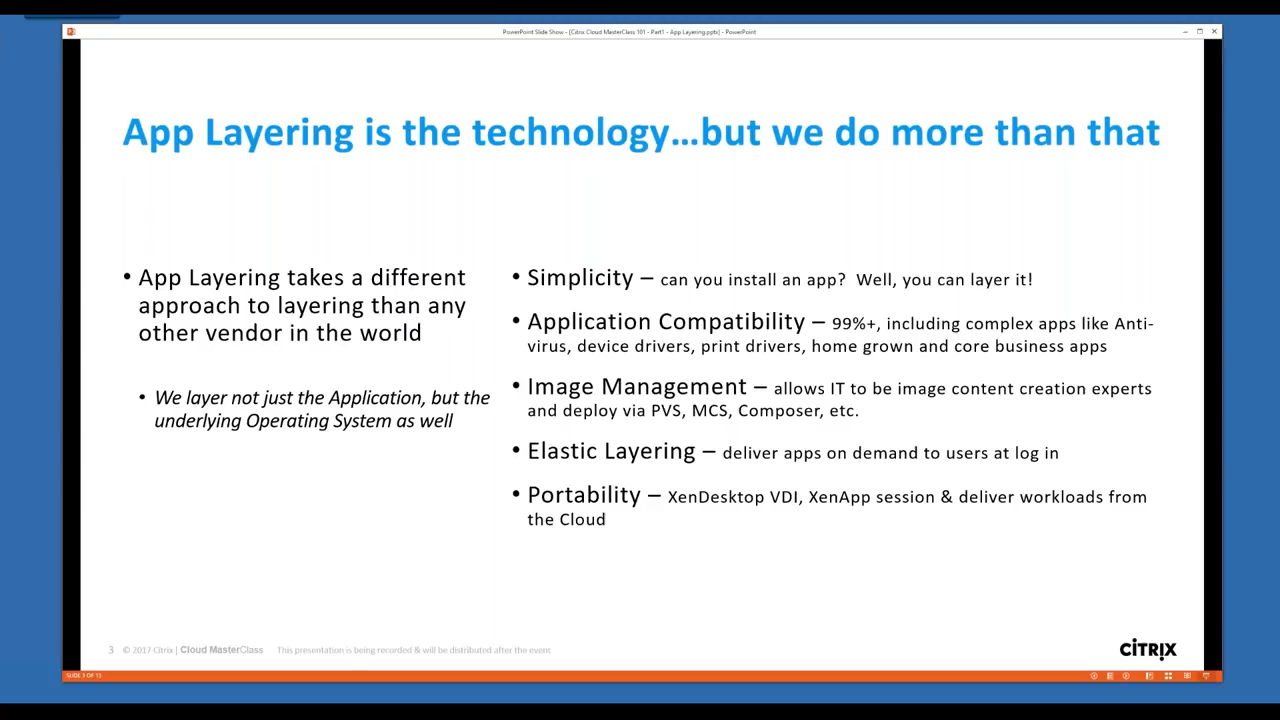 PowerPoint Slide Show - [Citrix Cloud MasterClass 101 - Part1 - App Layering.pptx] - PowerPoint
App Layering is the technology...but we do more than that
• App Layering takes a different
approach to layering than any
other vendor in the world
• We layer not just the Application, but the
underlying Operating System as well
• Simplicity – can you install an app? Well, you can layer it!
• Application Compatibility – 99%+, including complex apps like Anti-
virus, device drivers, print drivers, home grown and core business apps
• Image Management – allows IT to be image content creation experts
and deploy via PVS, MCS, Composer, etc.
• Elastic Layering – deliver apps on demand to users at log in
• Portability – XenDesktop VDI, XenApp session & deliver workloads from
the Cloud
3 © 2017 Citrix | Cloud MasterClass This presentation is being recorded & will be distributed after the event
CITRIX
SLIDE 3 OF 13